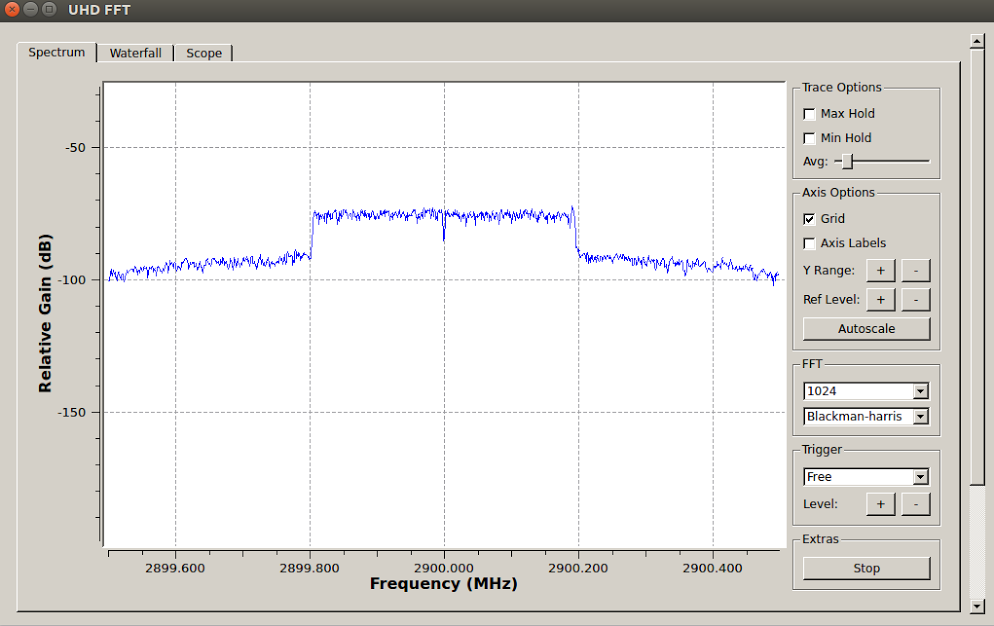 UHD FFT
Spectrum Waterfall Scope
Trace Options
Max Hold
Min Hold
Avg:
Axis Options
Grid
Axis Labels
Y Range: + -
Ref Level: + -
Autoscale
FFT
1024
Blackman-harris
Trigger
Free
Level: + -
Extras
Stop
Relative Gain (dB)
-50
-100
-150
2899.600 2899.800 2900.000 2900.200 2900.400
Frequency (MHz)